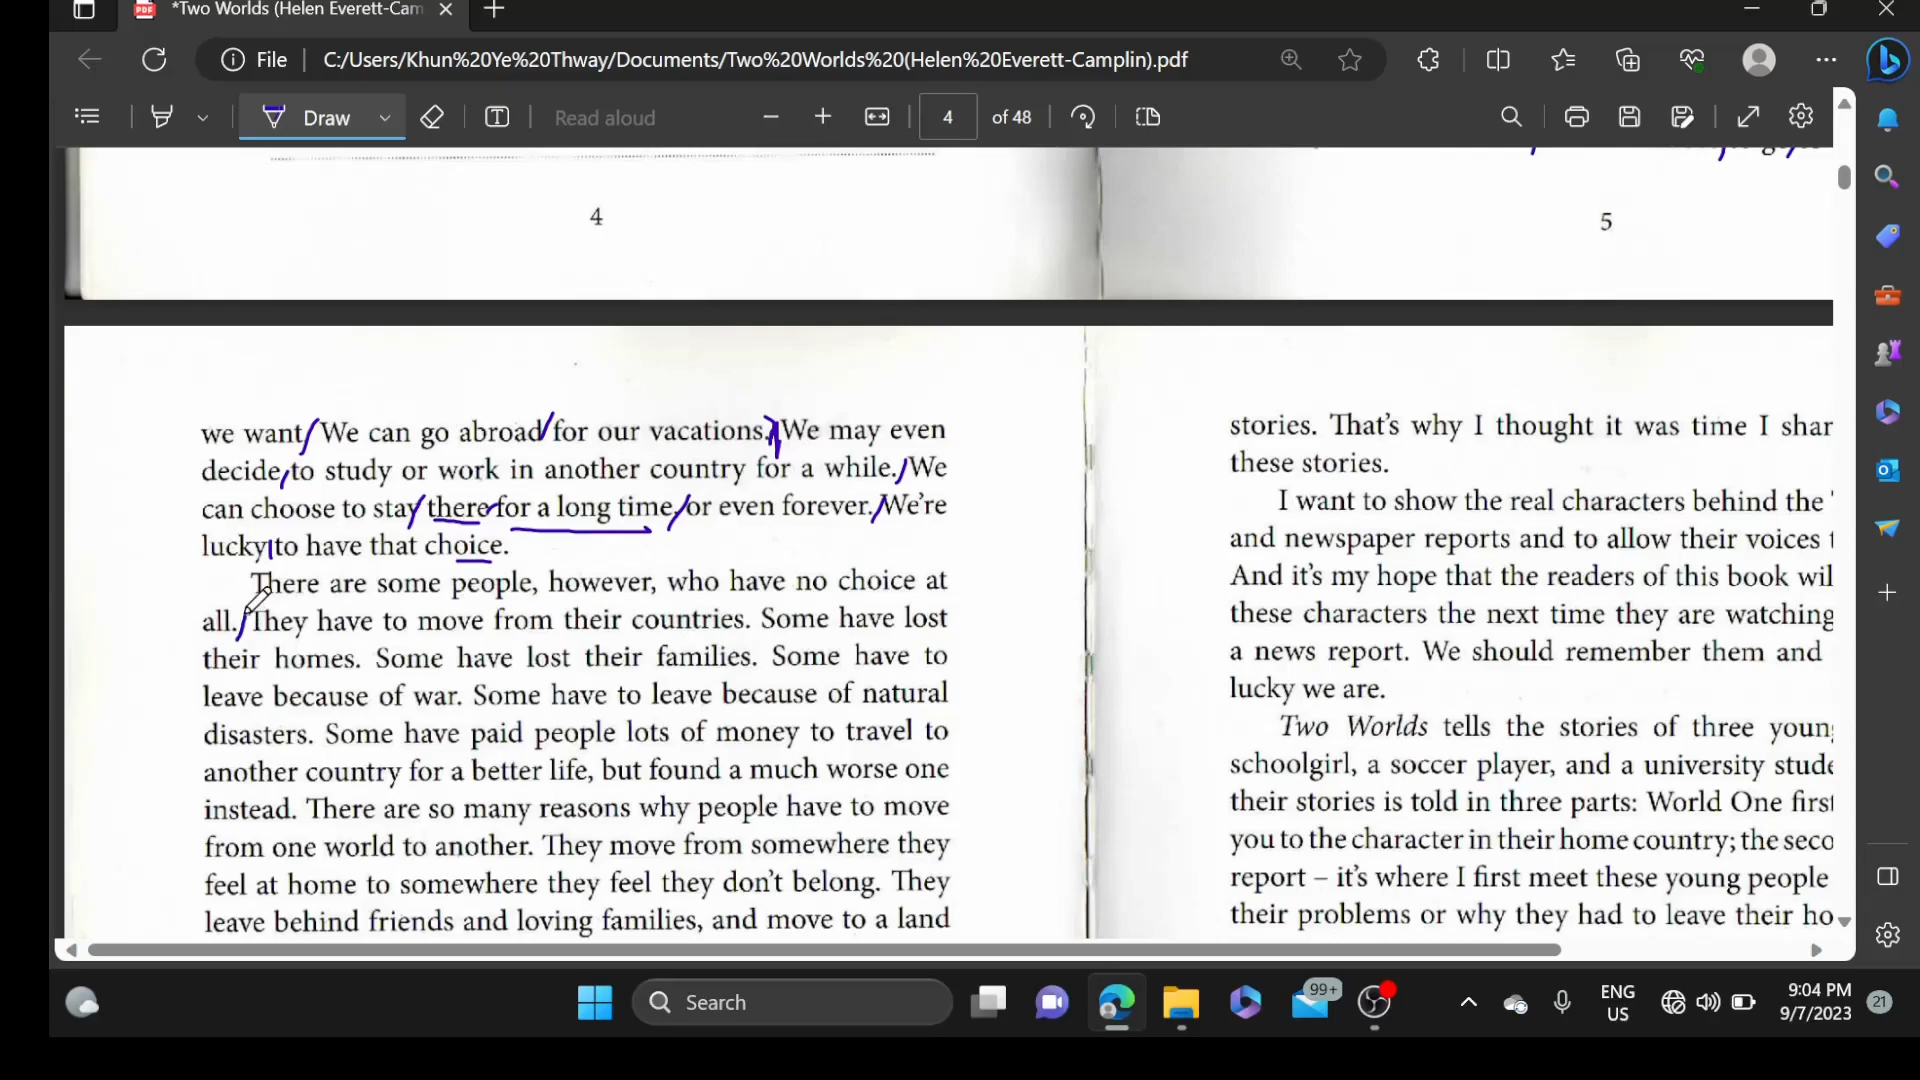 *Two Worlds (Helen Everett-Cam
File
C:/Users/Khun%20Ye%20Thway/Documents/Two%20Worlds%20(Helen%20Everett-Camplin).pdf
Draw
Read aloud
4
of 48
4
5
we want/We can go abroad/for our vacations. We may even
decide, to study or work in another country for a while. We
can choose to stay there for a long time, or even forever. We're
lucky to have that choice.
There are some people, however, who have no choice at
all. They have to move from their countries. Some have lost
their homes. Some have lost their families. Some have to
leave because of war. Some have to leave because of natural
disasters. Some have paid people lots of money to travel to
another country for a better life, but found a much worse one
instead. There are so many reasons why people have to move
from one world to another. They move from somewhere they
feel at home to somewhere they feel they don't belong. They
leave behind friends and loving families, and move to a land
stories. That's why I thought it was time I shar
these stories.
I want to show the real characters behind the
and newspaper reports and to allow their voices t
And it's my hope that the readers of this book wil
these characters the next time they are watching
a news report. We should remember them and
lucky we are.
Two Worlds tells the stories of three youn
schoolgirl, a soccer player, and a university stude
their stories is told in three parts: World One first
you to the character in their home country; the seco
report – it's where I first meet these young people
their problems or why they had to leave their ho
Search
99+
ENG
US
9:04 PM
9/7/2023
21